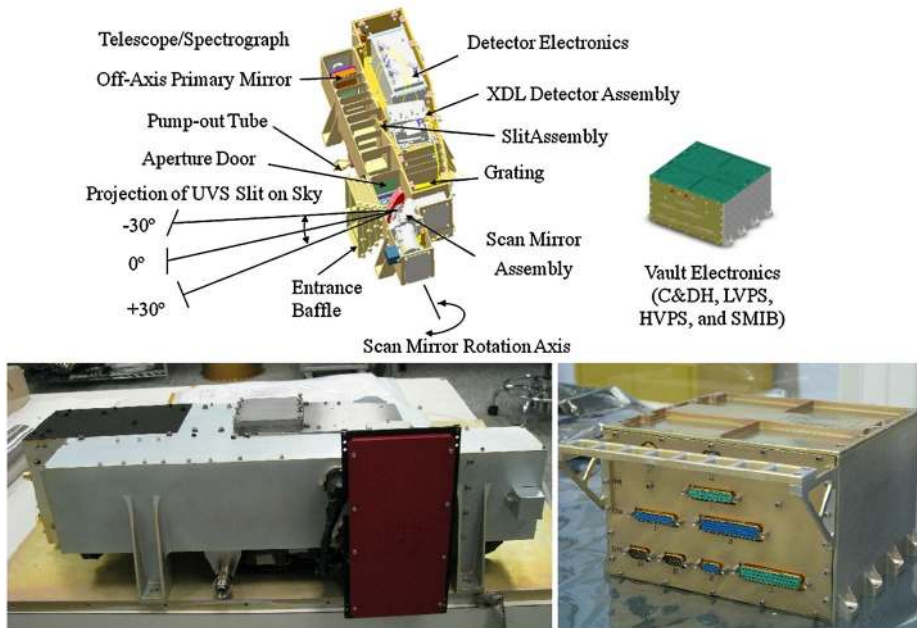 Telescope/Spectrograph
Off-Axis Primary Mirror
Pump-out Tube
Aperture Door
Projection of UVS Slit on Sky
-30º
0º
+30º
Entrance
Baffle
Detector Electronics
XDL Detector Assembly
SlitAssembly
Grating
Scan Mirror
Assembly
Scan Mirror Rotation Axis
Vault Electronics
(C&DH, LVPS,
HVPS, and SMIB)